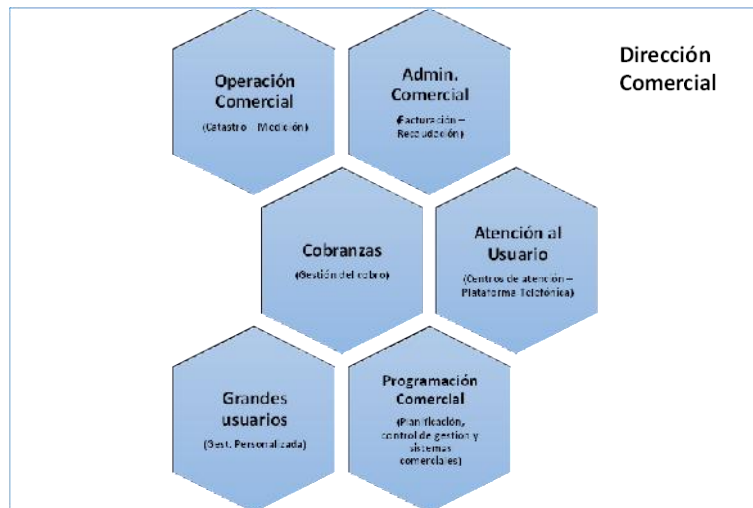 Dirección
Comercial
Operación
Comercial
(Catastro – Medición)
Admin.
Comercial
(Facturación –
Recaudación)
Cobranzas
(Gestión del cobro)
Atención al
Usuario
(Centros de atención –
Plataforma Telefónica)
Grandes
usuarios
(Gest. Personalizada)
Programación
Comercial
(Planificación,
control de gestion y
sistemas
comerciales)